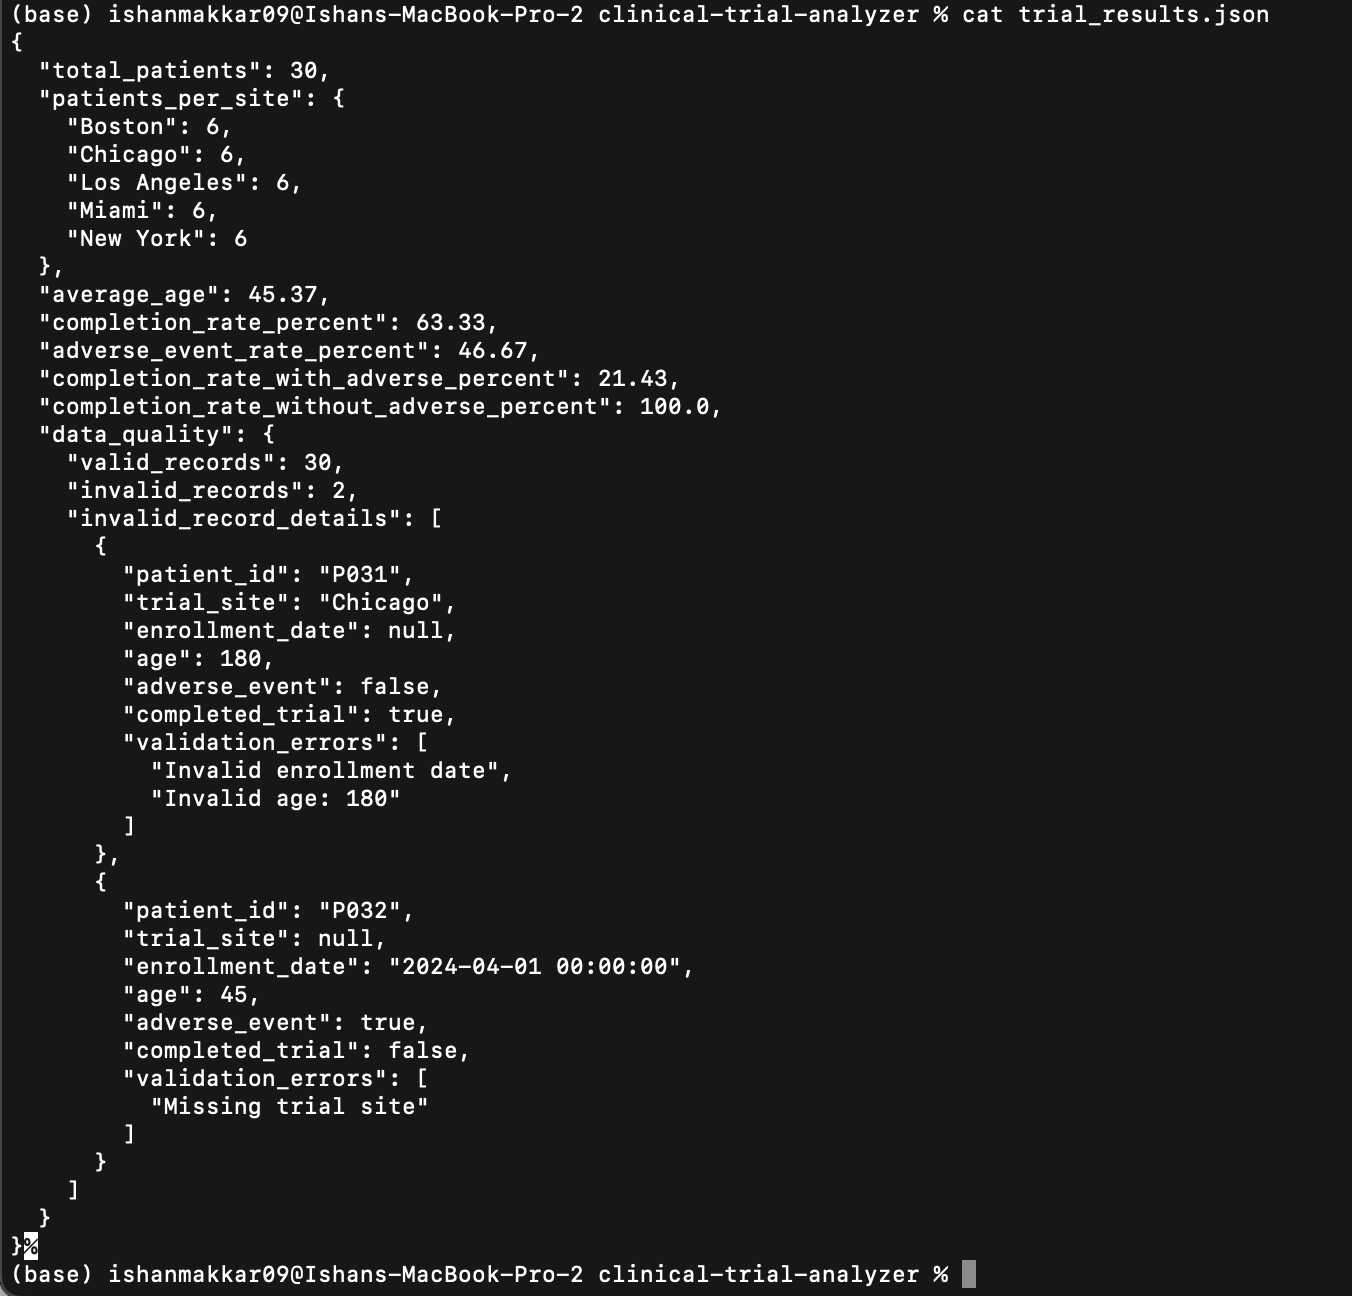 (base) ishanmakkar09@Ishans-MacBook-Pro-2 clinical-trial-analyzer % cat trial_results.json
{
  "total_patients": 30,
  "patients_per_site": {
    "Boston": 6,
    "Chicago": 6,
    "Los Angeles": 6,
    "Miami": 6,
    "New York": 6
  },
  "average_age": 45.37,
  "completion_rate_percent": 63.33,
  "adverse_event_rate_percent": 46.67,
  "completion_rate_with_adverse_percent": 21.43,
  "completion_rate_without_adverse_percent": 100.0,
  "data_quality": {
    "valid_records": 30,
    "invalid_records": 2,
    "invalid_record_details": [
      {
        "patient_id": "P031",
        "trial_site": "Chicago",
        "enrollment_date": null,
        "age": 180,
        "adverse_event": false,
        "completed_trial": true,
        "validation_errors": [
          "Invalid enrollment date",
          "Invalid age: 180"
        ]
      },
      {
        "patient_id": "P032",
        "trial_site": null,
        "enrollment_date": "2024-04-01 00:00:00",
        "age": 45,
        "adverse_event": true,
        "completed_trial": false,
        "validation_errors": [
          "Missing trial site"
        ]
      }
    ]
  }
}%
(base) ishanmakkar09@Ishans-MacBook-Pro-2 clinical-trial-analyzer %